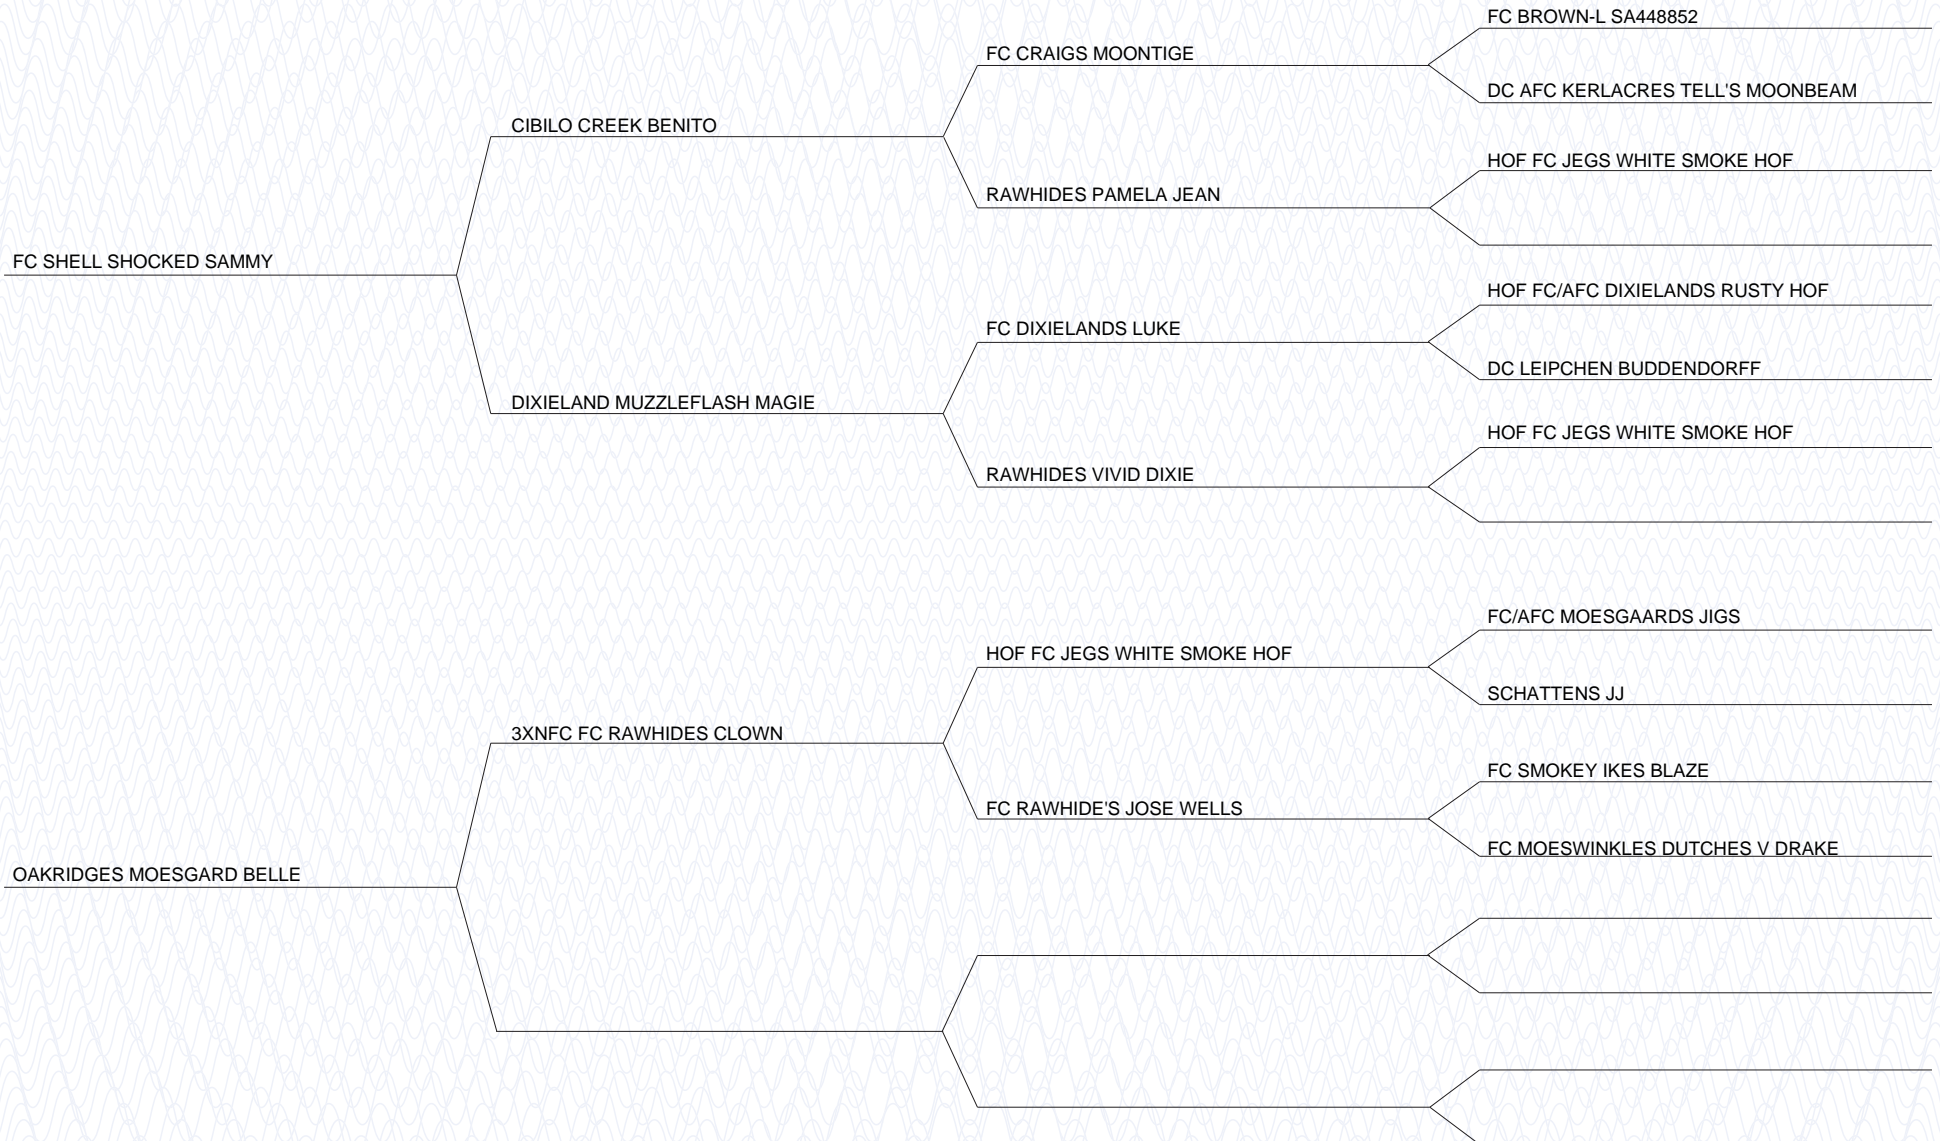 FC BROWN-L SA448852
FC CRAIGS MOONTIGE
DC AFC KERLACRES TELL'S MOONBEAM
CIBILO CREEK BENITO
HOF FC JEGS WHITE SMOKE HOF
RAWHIDES PAMELA JEAN
FC SHELL SHOCKED SAMMY
HOF FC/AFC DIXIELANDS RUSTY HOF
FC DIXIELANDS LUKE
DC LEIPCHEN BUDDENDORFF
DIXIELAND MUZZLEFLASH MAGIE
HOF FC JEGS WHITE SMOKE HOF
RAWHIDES VIVID DIXIE
FC/AFC MOESGAARDS JIGS
HOF FC JEGS WHITE SMOKE HOF
SCHATTENS JJ
3XNFC FC RAWHIDES CLOWN
FC SMOKEY IKES BLAZE
FC RAWHIDE'S JOSE WELLS
FC MOESWINKLES DUTCHES V DRAKE
OAKRIDGES MOESGARD BELLE